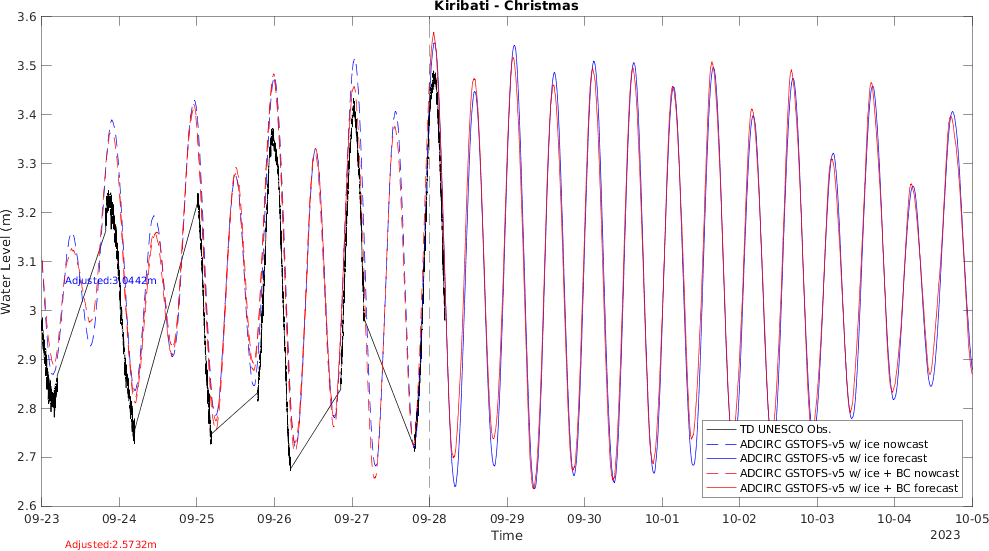 Kiribati - Christmas
3.6
3.5
3.4
3.3
3.2
3.1
3
2.9
2.8
2.7
2.6
Water Level (m)
Adjusted:3.0442m
TD UNESCO Obs.
ADCIRC GSTOFS-v5 w/ ice nowcast
ADCIRC GSTOFS-v5 w/ ice forecast
ADCIRC GSTOFS-v5 w/ ice + BC nowcast
ADCIRC GSTOFS-v5 w/ ice + BC forecast
09-23 09-24 09-25 09-26 09-27 09-28 09-29 09-30 10-01 10-02 10-03 10-04 10-05
Time
2023
Adjusted:2.5732m